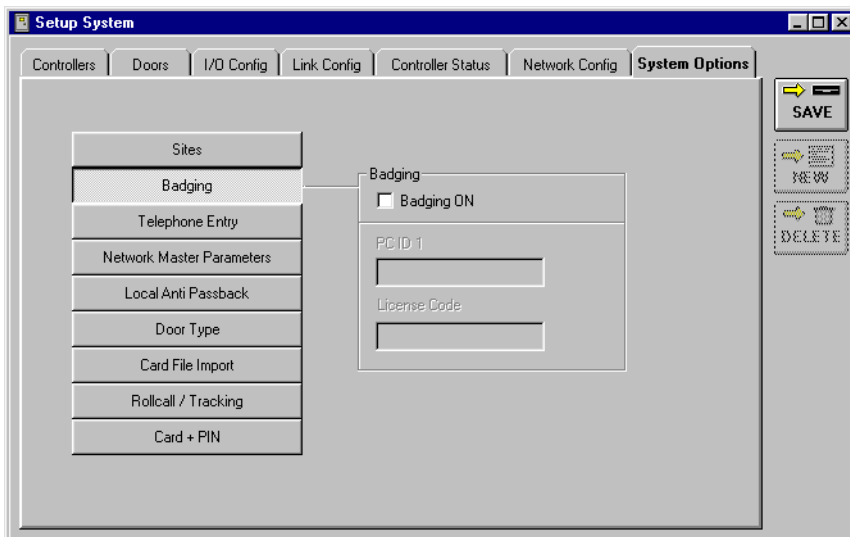 Setup System
Controllers Doors I/O Config Link Config Controller Status Network Config System Options
SAVE
NEW
DELETE
Sites
Badging
Telephone Entry
Network Master Parameters
Local Anti Passback
Door Type
Card File Import
Rollcall / Tracking
Card + PIN
Badging
Badging ON
PC ID 1
License Code